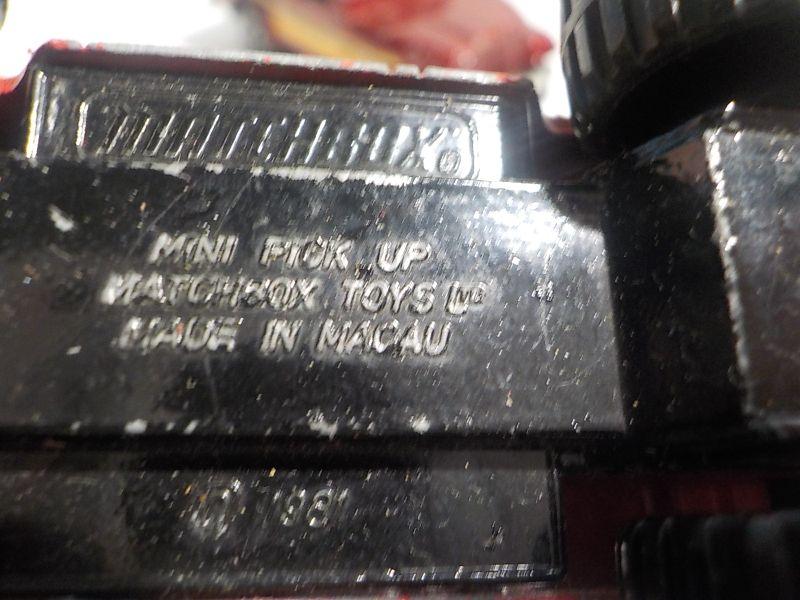 MATCHBOX ®
MINI PICK UP
MATCHBOX TOYS LTD
MADE IN MACAU
© 1981